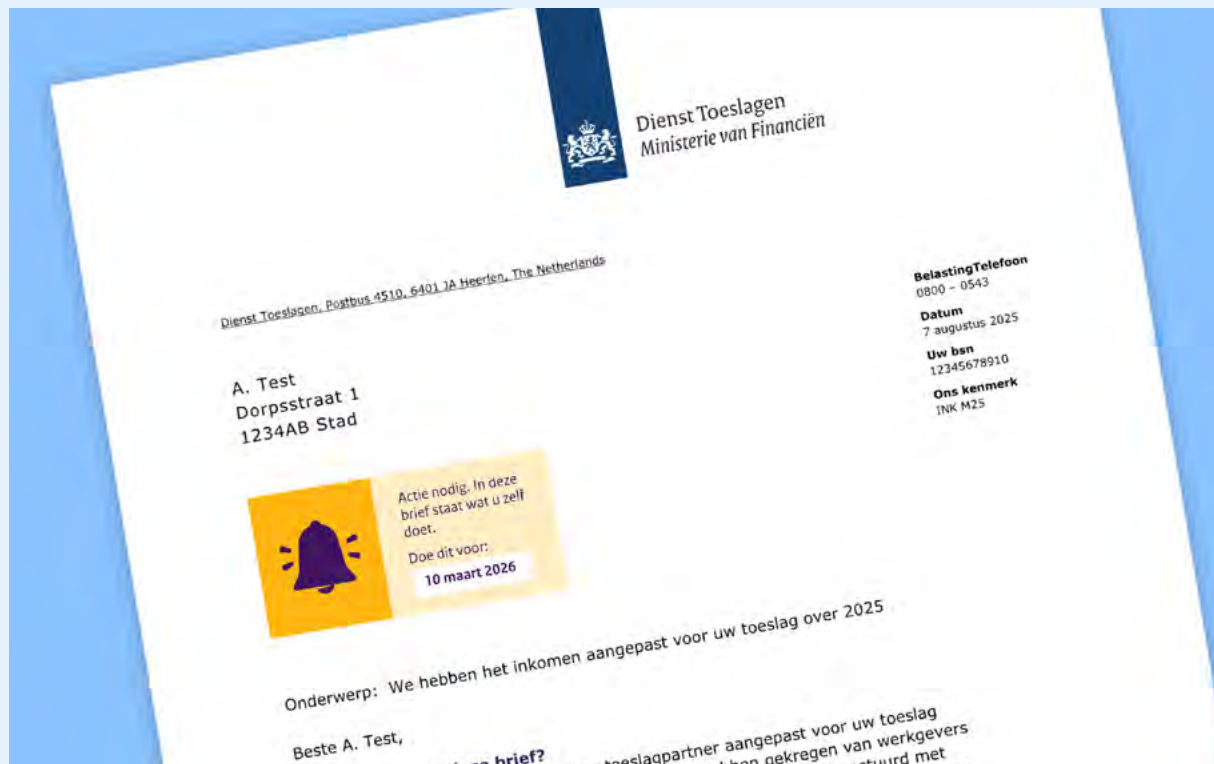 Dienst Toeslagen
Ministerie van Financiën
Dienst Toeslagen, Postbus 4510, 6401 JA Heerlen, The Netherlands
BelastingTelefoon
0800 – 0543
Datum
7 augustus 2025
Uw bsn
12345678910
Ons kenmerk
INK M25
A. Test
Dorpsstraat 1
1234AB Stad
Actie nodig. In deze
brief staat wat u zelf
doet.
Doe dit voor:
10 maart 2026
Onderwerp: We hebben het inkomen aangepast voor uw toeslag over 2025
Beste A. Test,
brief?
toeslagpartner aangepast voor uw toeslag
gekregen van werkgevers
met